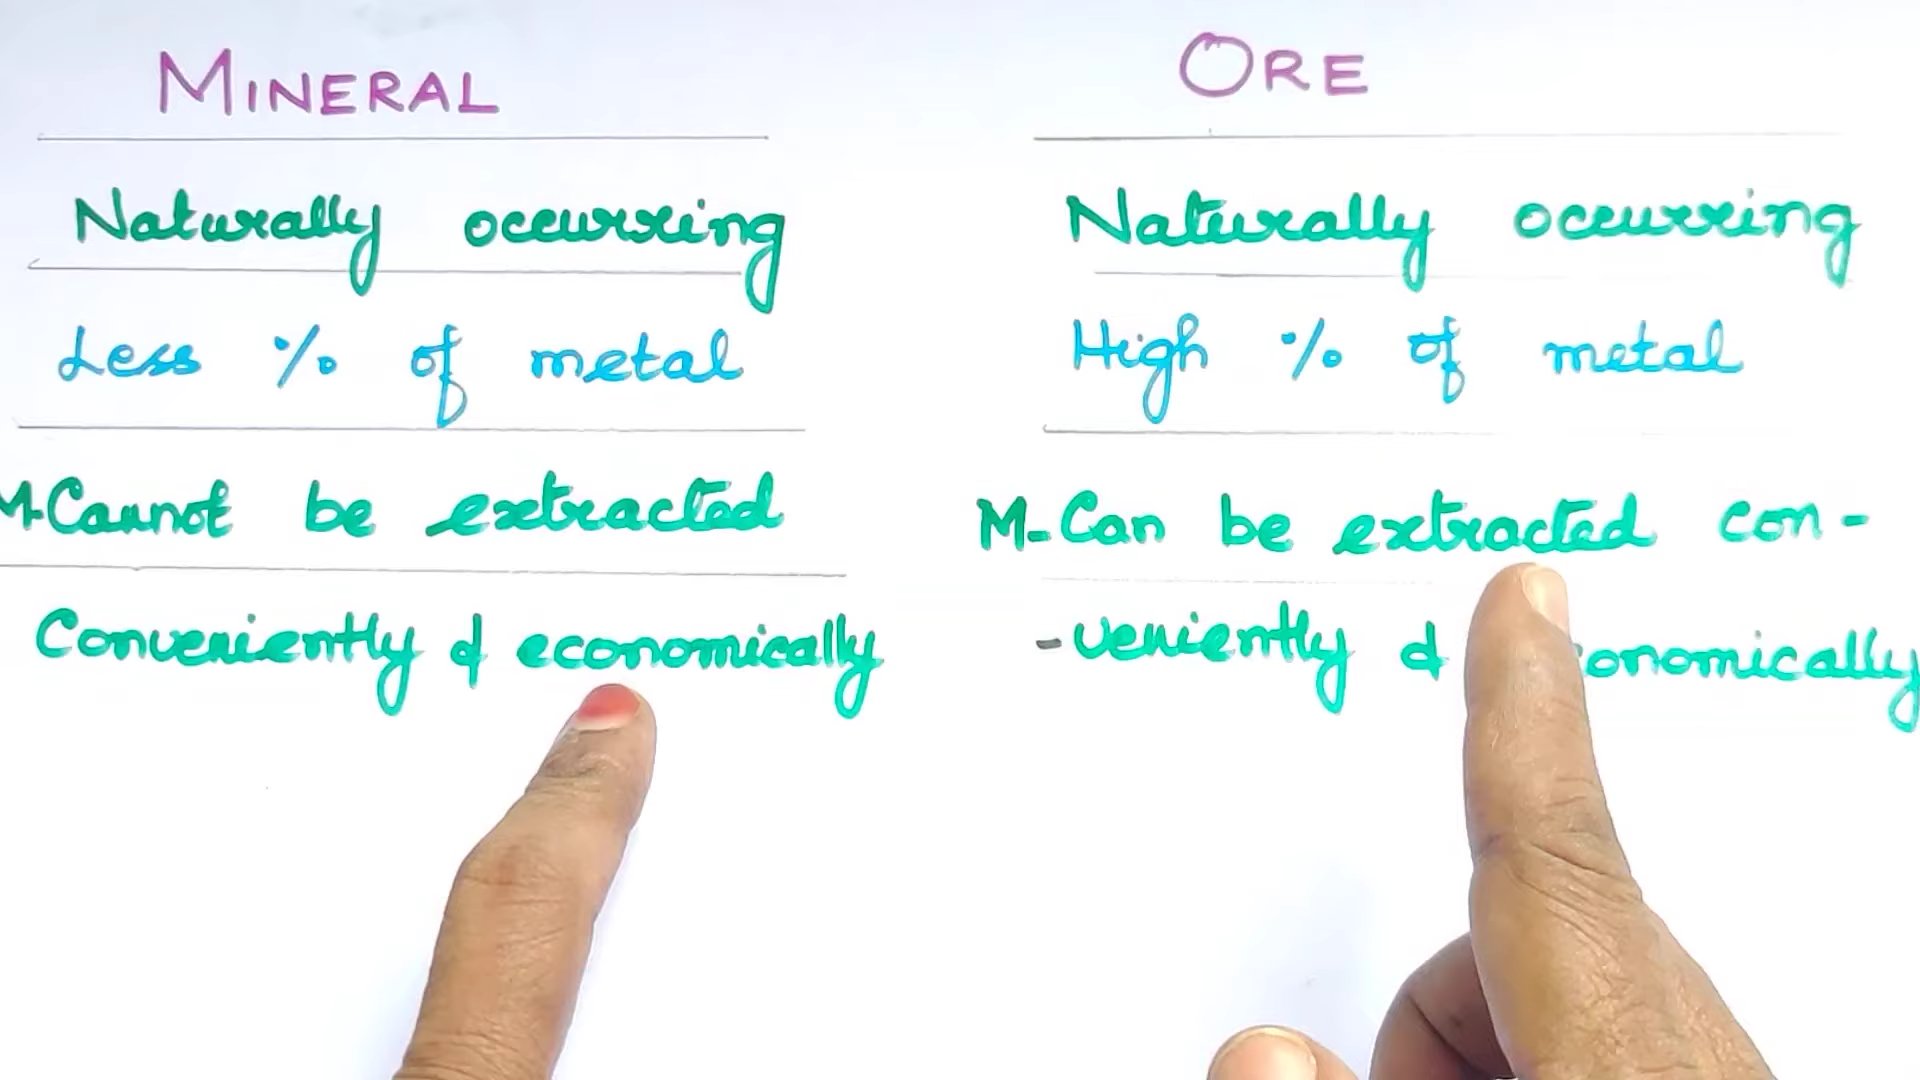 MINERAL
Naturally occurring
Less % of metal
M-Cannot be extracted
Conveniently & economically
ORE
Naturally occurring
High % of metal
M-Can be extracted con-
-veniently & onomically